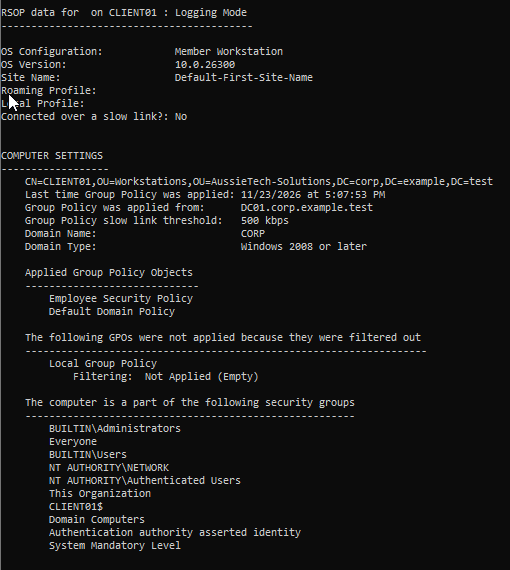 RSOP data for  on CLIENT01 : Logging Mode
------------------------------------------
OS Configuration:            Member Workstation
OS Version:                  10.0.26300
Site Name:                   Default-First-Site-Name
Roaming Profile:
Local Profile:
Connected over a slow link?: No
COMPUTER SETTINGS
------------------
    CN=CLIENT01,OU=Workstations,OU=AussieTech-Solutions,DC=corp,DC=example,DC=test
    Last time Group Policy was applied: 11/23/2026 at 5:07:53 PM
    Group Policy was applied from:      DC01.corp.example.test
    Group Policy slow link threshold:   500 kbps
    Domain Name:                        CORP
    Domain Type:                        Windows 2008 or later
    Applied Group Policy Objects
    -----------------------------
        Employee Security Policy
        Default Domain Policy
    The following GPOs were not applied because they were filtered out
    -------------------------------------------------------------------
        Local Group Policy
            Filtering:  Not Applied (Empty)
    The computer is a part of the following security groups
    -------------------------------------------------------
        BUILTIN\Administrators
        Everyone
        BUILTIN\Users
        NT AUTHORITY\NETWORK
        NT AUTHORITY\Authenticated Users
        This Organization
        CLIENT01$
        Domain Computers
        Authentication authority asserted identity
        System Mandatory Level